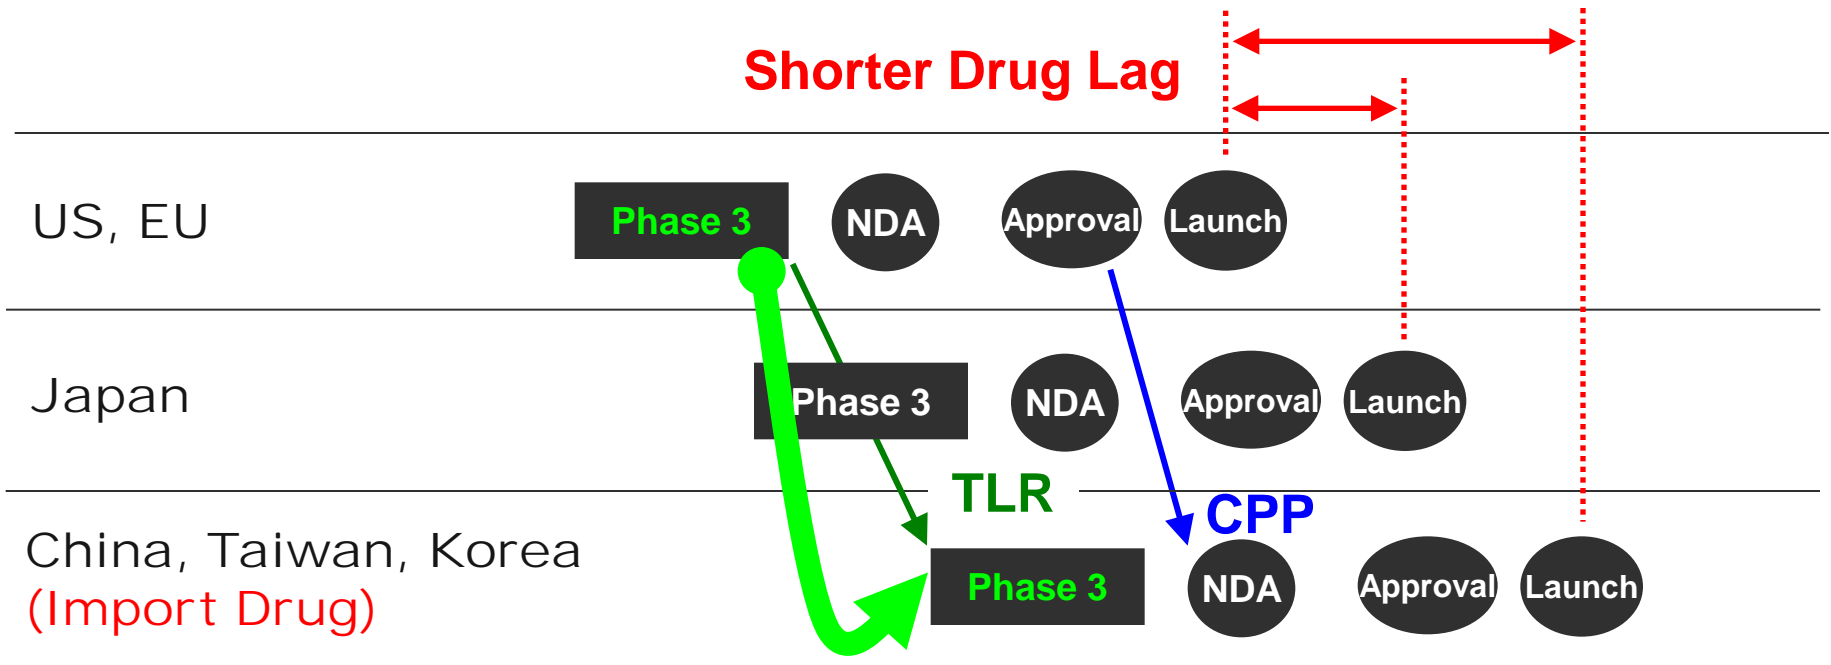 Shorter Drug Lag
US, EU
Phase 3
NDA
Approval
Launch
Japan
Phase 3
NDA
Approval
Launch
TLR
CPP
China, Taiwan, Korea
(Import Drug)
Phase 3
NDA
Approval
Launch